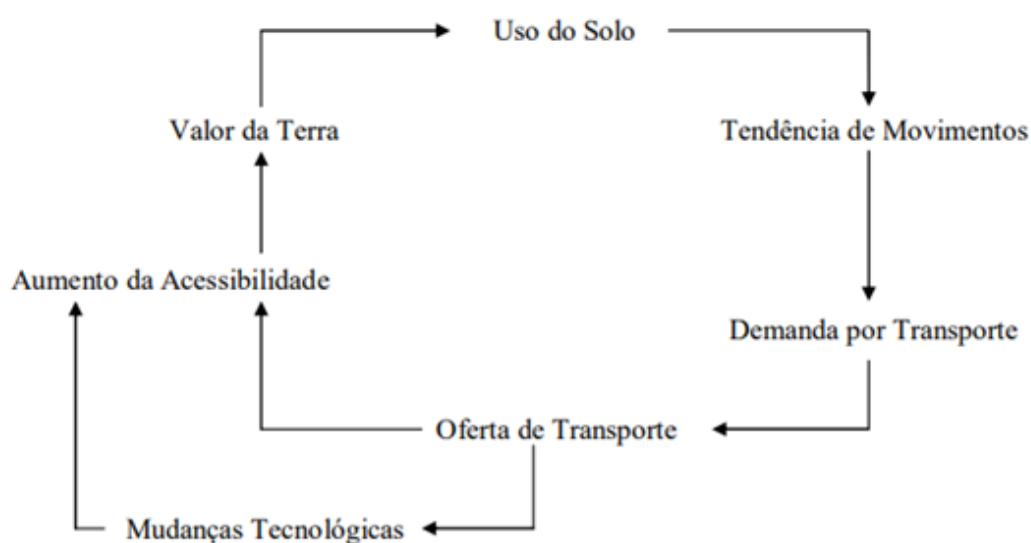 Uso do Solo
Valor da Terra
Tendência de Movimentos
Aumento da Acessibilidade
Demanda por Transporte
Oferta de Transporte
Mudanças Tecnológicas